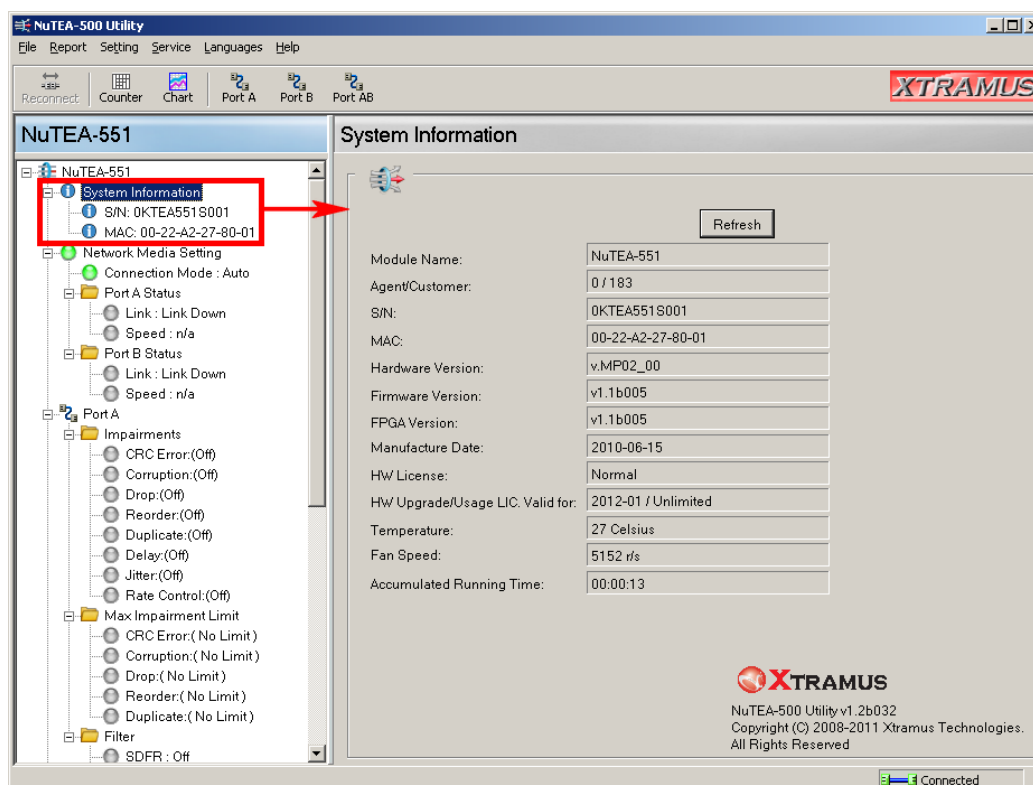 NuTEA-500 Utility
File Report Setting Service Languages Help
Reconnect Counter Chart Port A Port B Port AB
XTRAMUS
NuTEA-551
System Information
NuTEA-551
System Information
S/N: 0KTEA551S001
MAC: 00-22-A2-27-80-01
Network Media Setting
Connection Mode : Auto
Port A Status
Link : Link Down
Speed : n/a
Port B Status
Link : Link Down
Speed : n/a
Port A
Impairments
CRC Error:(Off)
Corruption:(Off)
Drop:(Off)
Reorder:(Off)
Duplicate:(Off)
Delay:(Off)
Jitter:(Off)
Rate Control:(Off)
Max Impairment Limit
CRC Error:( No Limit )
Corruption:( No Limit )
Drop:( No Limit )
Reorder:( No Limit )
Duplicate:( No Limit )
Filter
SDFR : Off
Refresh
Module Name: NuTEA-551
Agent/Customer: 0 / 183
S/N: 0KTEA551S001
MAC: 00-22-A2-27-80-01
Hardware Version: v.MP02_00
Firmware Version: v1.1b005
FPGA Version: v1.1b005
Manufacture Date: 2010-06-15
HW License: Normal
HW Upgrade/Usage LIC. Valid for: 2012-01 / Unlimited
Temperature: 27 Celsius
Fan Speed: 5152 r/s
Accumulated Running Time: 00:00:13
XTRAMUS
NuTEA-500 Utility v1.2b032
Copyright (C) 2008-2011 Xtramus Technologies.
All Rights Reserved
Connected